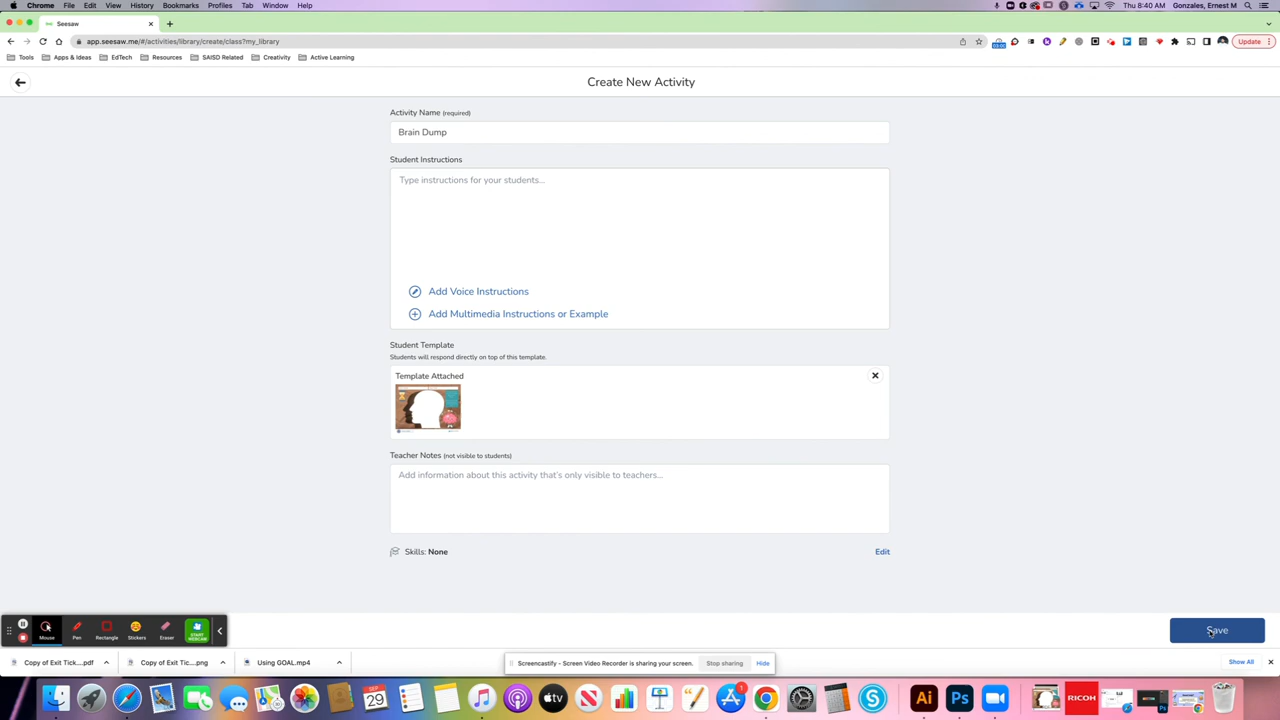 Chrome File Edit View History Bookmarks Profiles Tab Window Help Thu 8:40 AM Gonzales, Ernest M
Seesaw
app.seesaw.me/#/activities/library/create/class?my_library Update
Tools Apps & Ideas EdTech Resources SAISD Related Creativity Active Learning
Create New Activity
Activity Name (required)
Brain Dump
Student Instructions
Type instructions for your students...
Add Voice Instructions
Add Multimedia Instructions or Example
Student Template
Students will respond directly on top of this template.
Template Attached
Teacher Notes (not visible to students)
Add information about this activity that's only visible to teachers...
Skills: None Edit
Mouse Pen Rectangle Stickers Eraser START WEBCAM
Save
Copy of Exit Tick....pdf Copy of Exit Tic....png Using GOAL.mp4 Screencastify - Screen Video Recorder is sharing your screen. Stop sharing Hide Show All
SEP
29
tv
Ai
Ps
RICOH